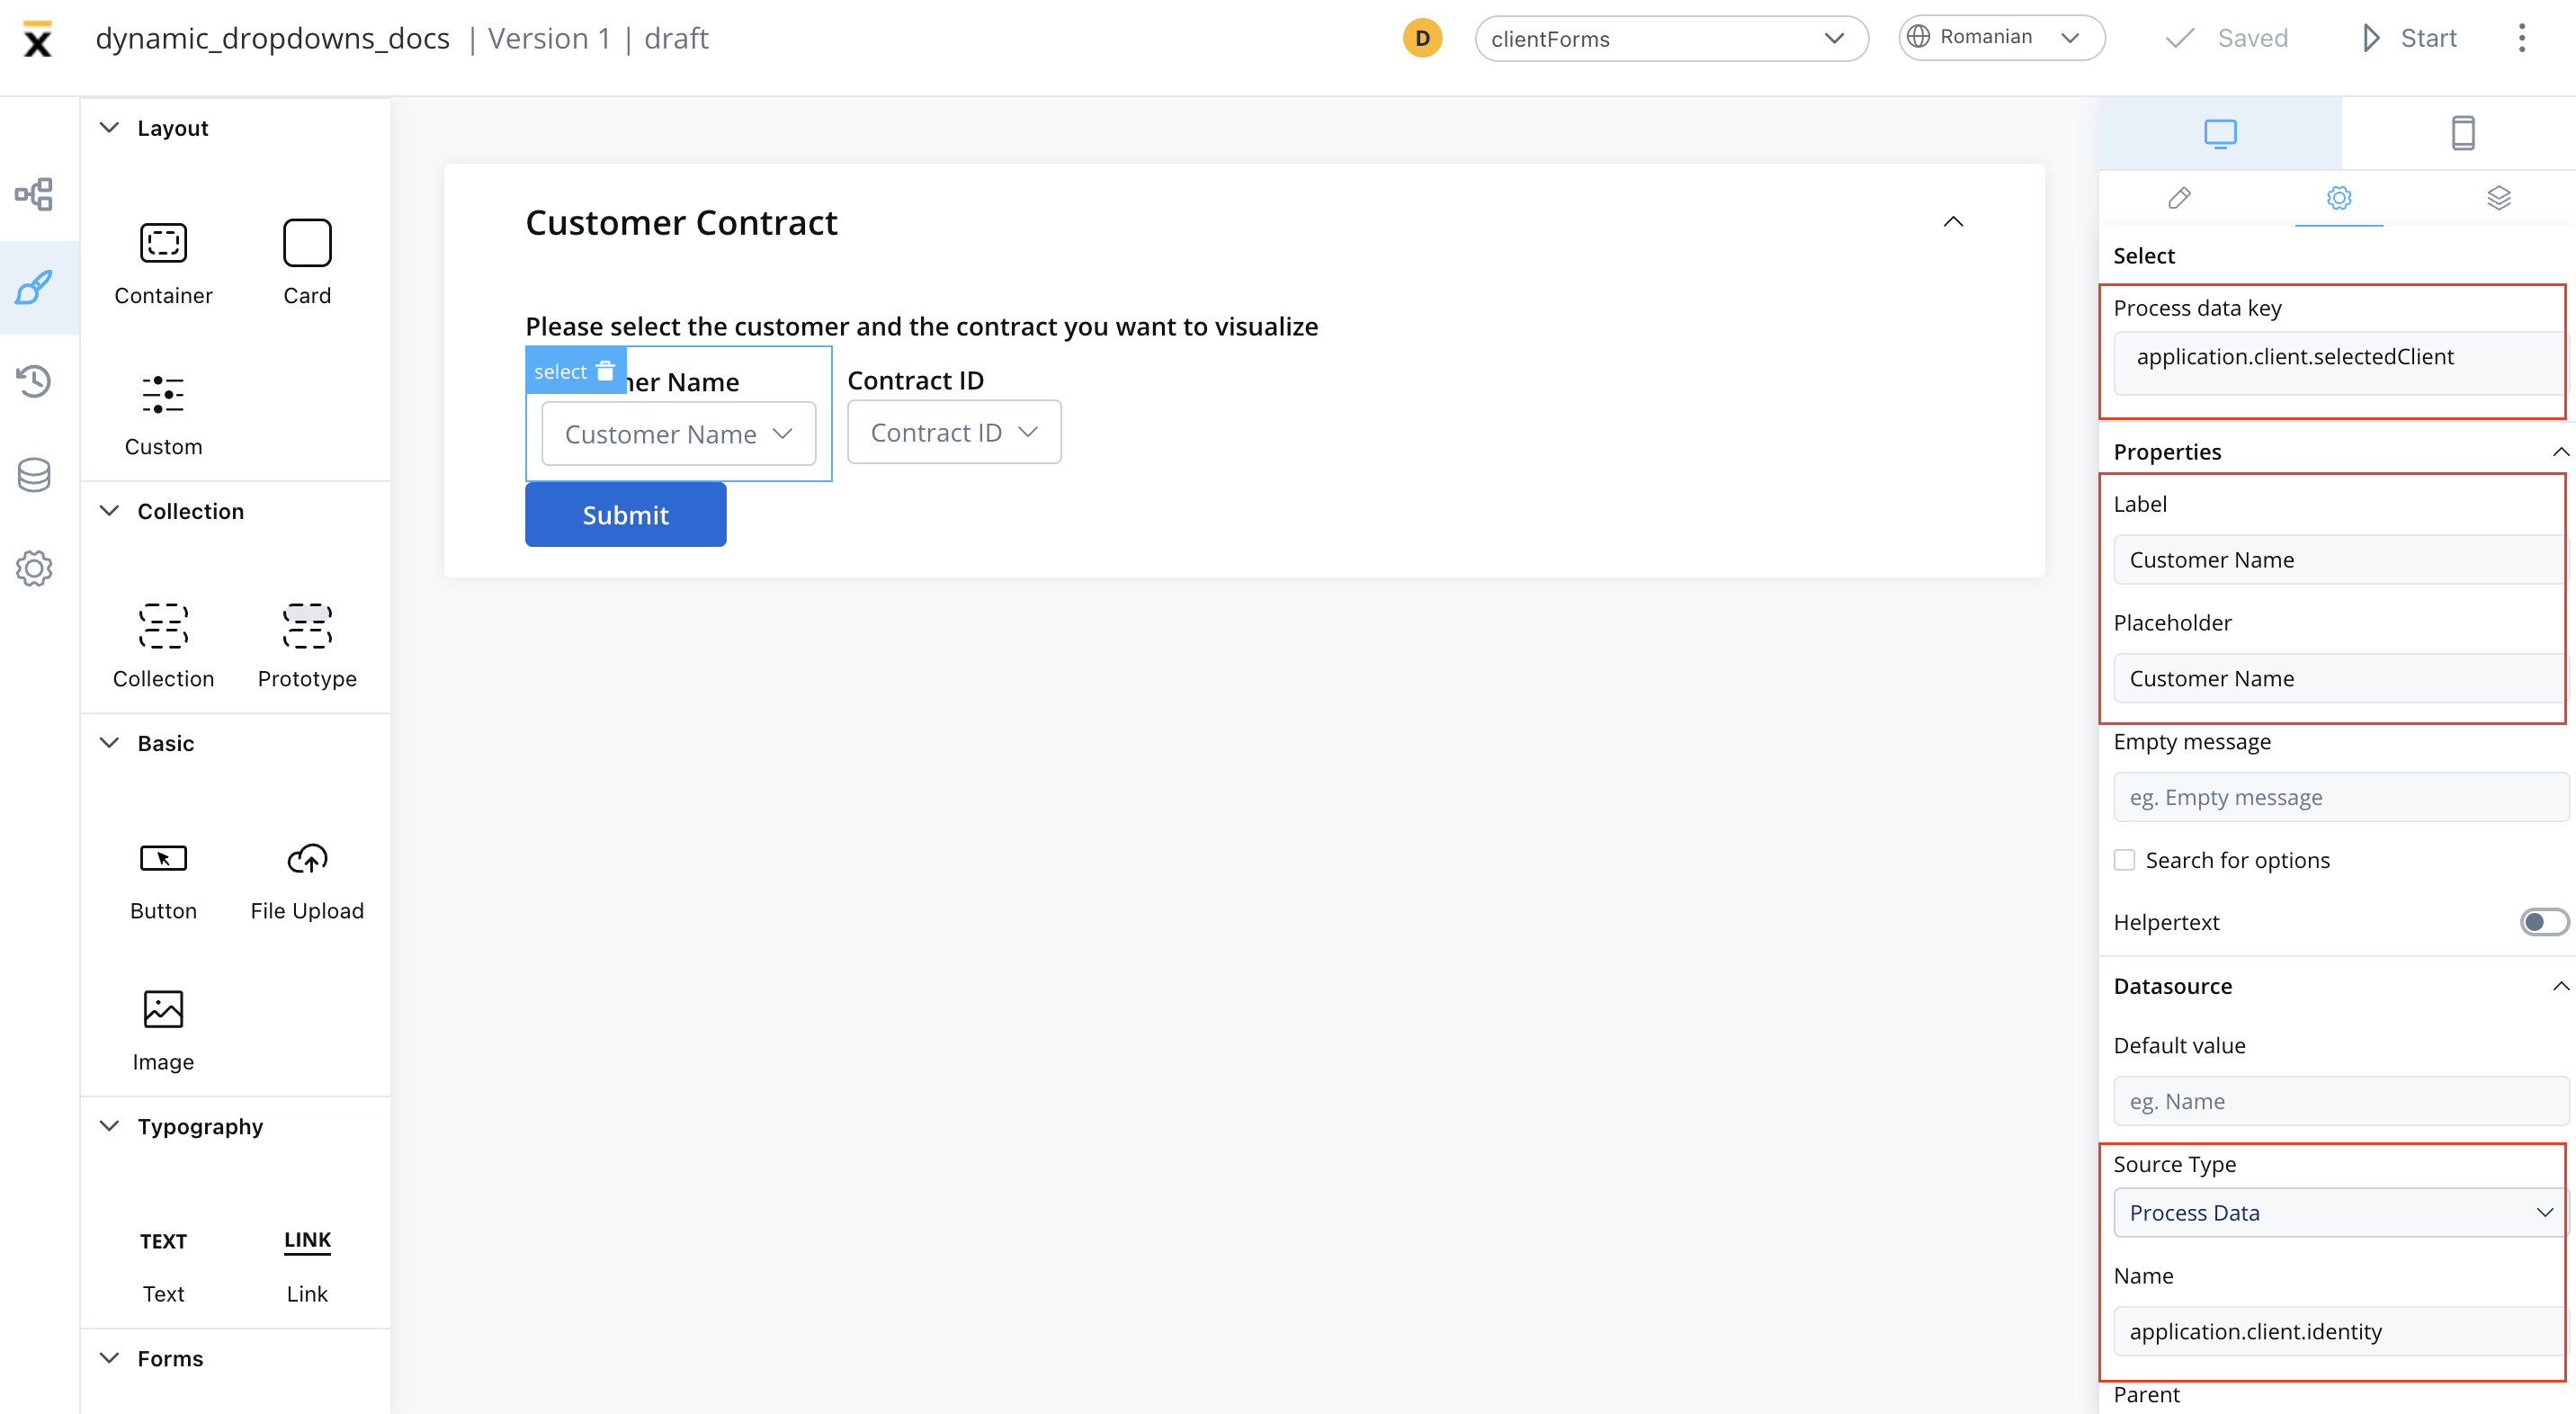 dynamic_dropdowns_docs | Version 1 | draft
D
clientForms
Romanian
Saved
Start
Layout
Container
Card
Custom
Collection
Collection
Prototype
Basic
Button
File Upload
Image
Typography
TEXT
LINK
Text
Link
Forms
Customer Contract
Please select the customer and the contract you want to visualize
select
er Name
Contract ID
Customer Name
Contract ID
Submit
Select
Process data key
application.client.selectedClient
Properties
Label
Customer Name
Placeholder
Customer Name
Empty message
eg. Empty message
Search for options
Helpertext
Datasource
Default value
eg. Name
Source Type
Process Data
Name
application.client.identity
Parent